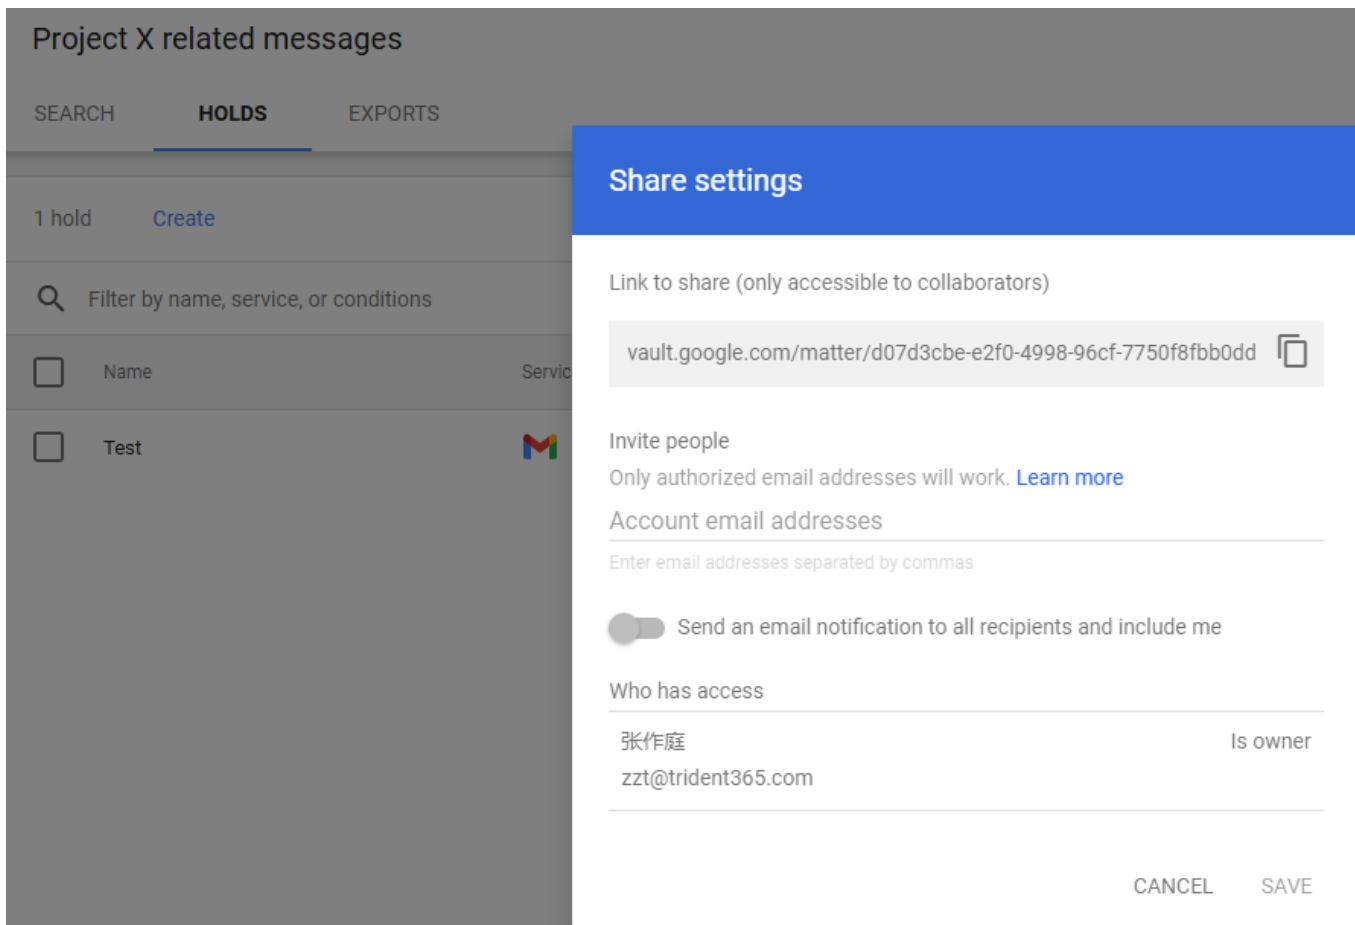 Project X related messages
SEARCH HOLDS EXPORTS
1 hold Create
Filter by name, service, or conditions
Name Servic
Test
Share settings
Link to share (only accessible to collaborators)
vault.google.com/matter/d07d3cbe-e2f0-4998-96cf-7750f8fbb0dd
Invite people
Only authorized email addresses will work. Learn more
Account email addresses
Enter email addresses separated by commas
Send an email notification to all recipients and include me
Who has access
张作庭 Is owner
zzt@trident365.com
CANCEL SAVE